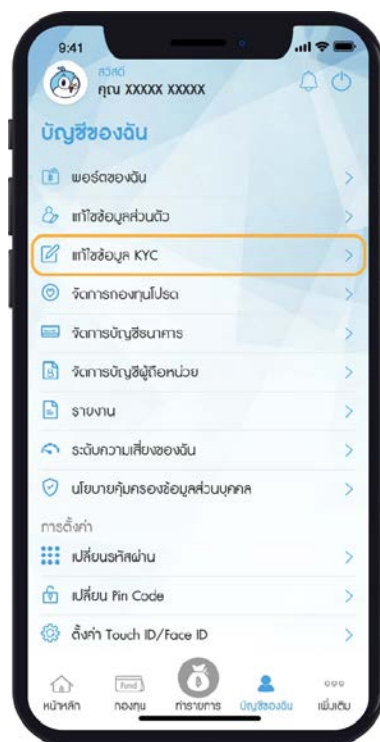 9:41
สวัสดี
คุณ XXXXX XXXXX
บัญชีของฉัน
พอร์ตของฉัน
แก้ไขข้อมูลส่วนตัว
แก้ไขข้อมูล KYC
จัดการกองทุนโปรด
จัดการบัญชีธนาคาร
จัดการบัญชีผู้ถือหน่วย
รายงาน
ระดับความเสี่ยงของฉัน
นโยบายคุ้มครองข้อมูลส่วนบุคคล
การตั้งค่า
เปลี่ยนรหัสผ่าน
เปลี่ยน Pin Code
ตั้งค่า Touch ID/Face ID
Fund
หน้าหลัก กองทุน ทำรายการ บัญชีของฉัน เพิ่มเติม